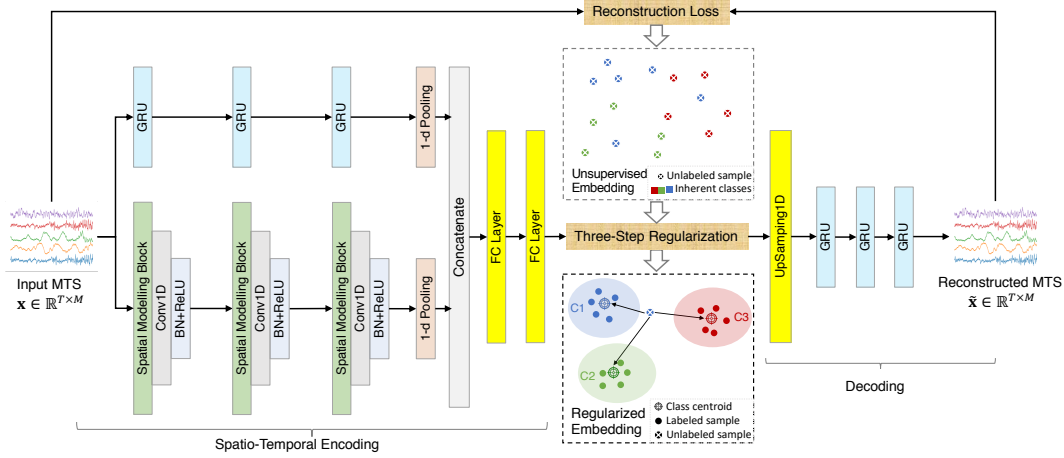 Reconstruction Loss
GRU
GRU
GRU
1-d Pooling
Concatenate
FC Layer
FC Layer
Unsupervised
Embedding
Unlabeled sample
Inherent classes
Three-Step Regularization
UpSampling1D
GRU
GRU
GRU
Input MTS
𝐱 ∈ ℝ^{T×M}
Spatial Modelling Block
Conv1D
BN+ReLU
Spatial Modelling Block
Conv1D
BN+ReLU
Spatial Modelling Block
Conv1D
BN+ReLU
1-d Pooling
C1
C3
C2
Regularized
Embedding
Class centroid
Labeled sample
Unlabeled sample
Reconstructed MTS
𝐱̃ ∈ ℝ^{T×M}
Decoding
Spatio-Temporal Encoding